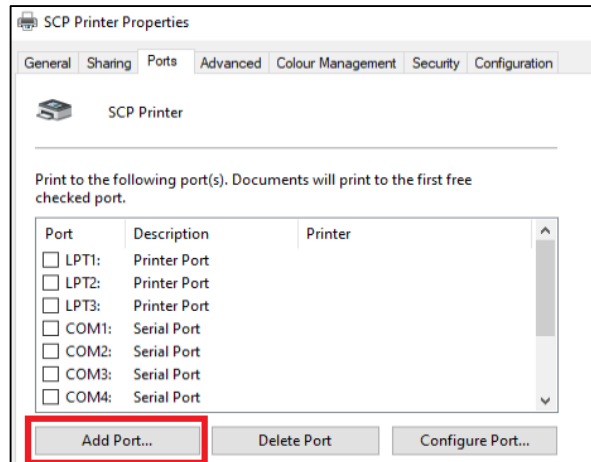 SCP Printer Properties
General Sharing Ports Advanced Colour Management Security Configuration
SCP Printer
Print to the following port(s). Documents will print to the first free
checked port.
Port Description Printer
LPT1: Printer Port
LPT2: Printer Port
LPT3: Printer Port
COM1: Serial Port
COM2: Serial Port
COM3: Serial Port
COM4: Serial Port
Add Port... Delete Port Configure Port...